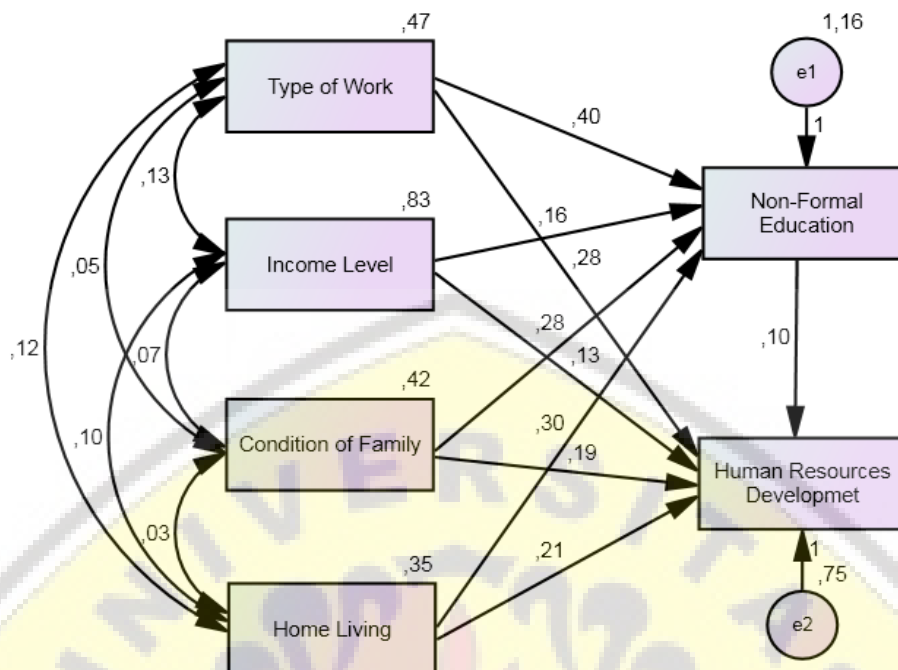 ,47
Type of Work
1,16
e1
1
,40
,13
,83
Income Level
,16
,28
Non-Formal
Education
,05
,12
,07
,28
,13
,10
,42
Condition of Family
,10
,30
,19
Human Resources
Developmet
,03
,35
Home Living
,21
1
,75
e2
UNIVERSITA